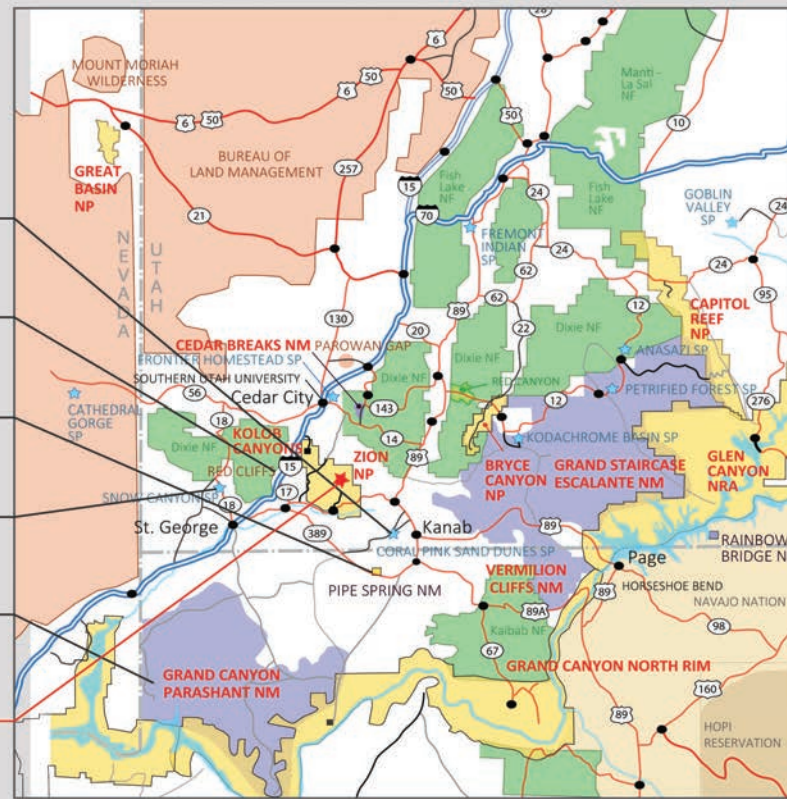 28
6
6
50
MOUNT MORIAH
WILDERNESS
Manti -
La Sal
NF
50
50
6
50
10
BUREAU OF
LAND MANAGEMENT
257
GREAT
BASIN
NP
15
Fish
Lake
NF
24
Fish
Lake
NF
GOBLIN
VALLEY
SP
24
21
70
FREMONT
INDIAN
SP
24
24
NEVADA
UTAH
62
12
95
CAPITOL
REEF
NP
130
89
62
20
22
Dixie NF
CEDAR BREAKS NM
PAROWAN GAP
FRONTIER HOMESTEAD SP
Dixie NF
ANASAZI SP
SOUTHERN UTAH UNIVERSITY
Dixie NF
RED CANYON
PETRIFIED FOREST SP
56
Cedar City
143
12
276
CATHEDRAL
GORGE
SP
18
KOLOB
CANYONS
14
KODACHROME BASIN SP
Dixie NF
RED CLIFFS
15
ZION
NP
89
BRYCE
CANYON
NP
GRAND STAIRCASE
ESCALANTE NM
GLEN
CANYON
NRA
SNOW CANYON SP
17
18
St. George
389
Kanab
89
CORAL PINK SAND DUNES SP
RAINBOW
BRIDGE N
Page
PIPE SPRING NM
VERMILION
CLIFFS NM
89
HORSESHOE BEND
89A
NAVAJO NATION
Kaibab NF
98
67
GRAND CANYON NORTH RIM
GRAND CANYON
PARASHANT NM
160
89
HOPI
RESERVATION
89